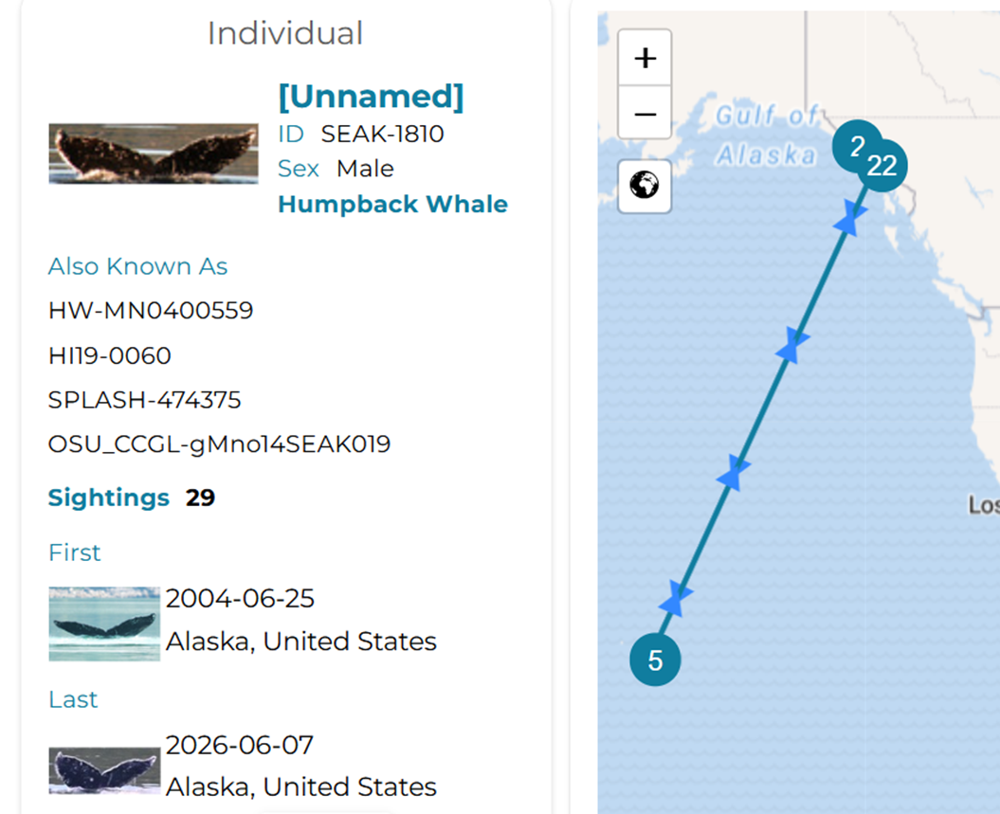 Individual
[Unnamed]
ID SEAK-1810
Sex Male
Humpback Whale
Also Known As
HW-MN0400559
HI19-0060
SPLASH-474375
OSU_CCGL-gMno14SEAK019
Sightings 29
First
2004-06-25
Alaska, United States
Last
2026-06-07
Alaska, United States
+
−
Gulf of
Alaska
2
22
Los
5